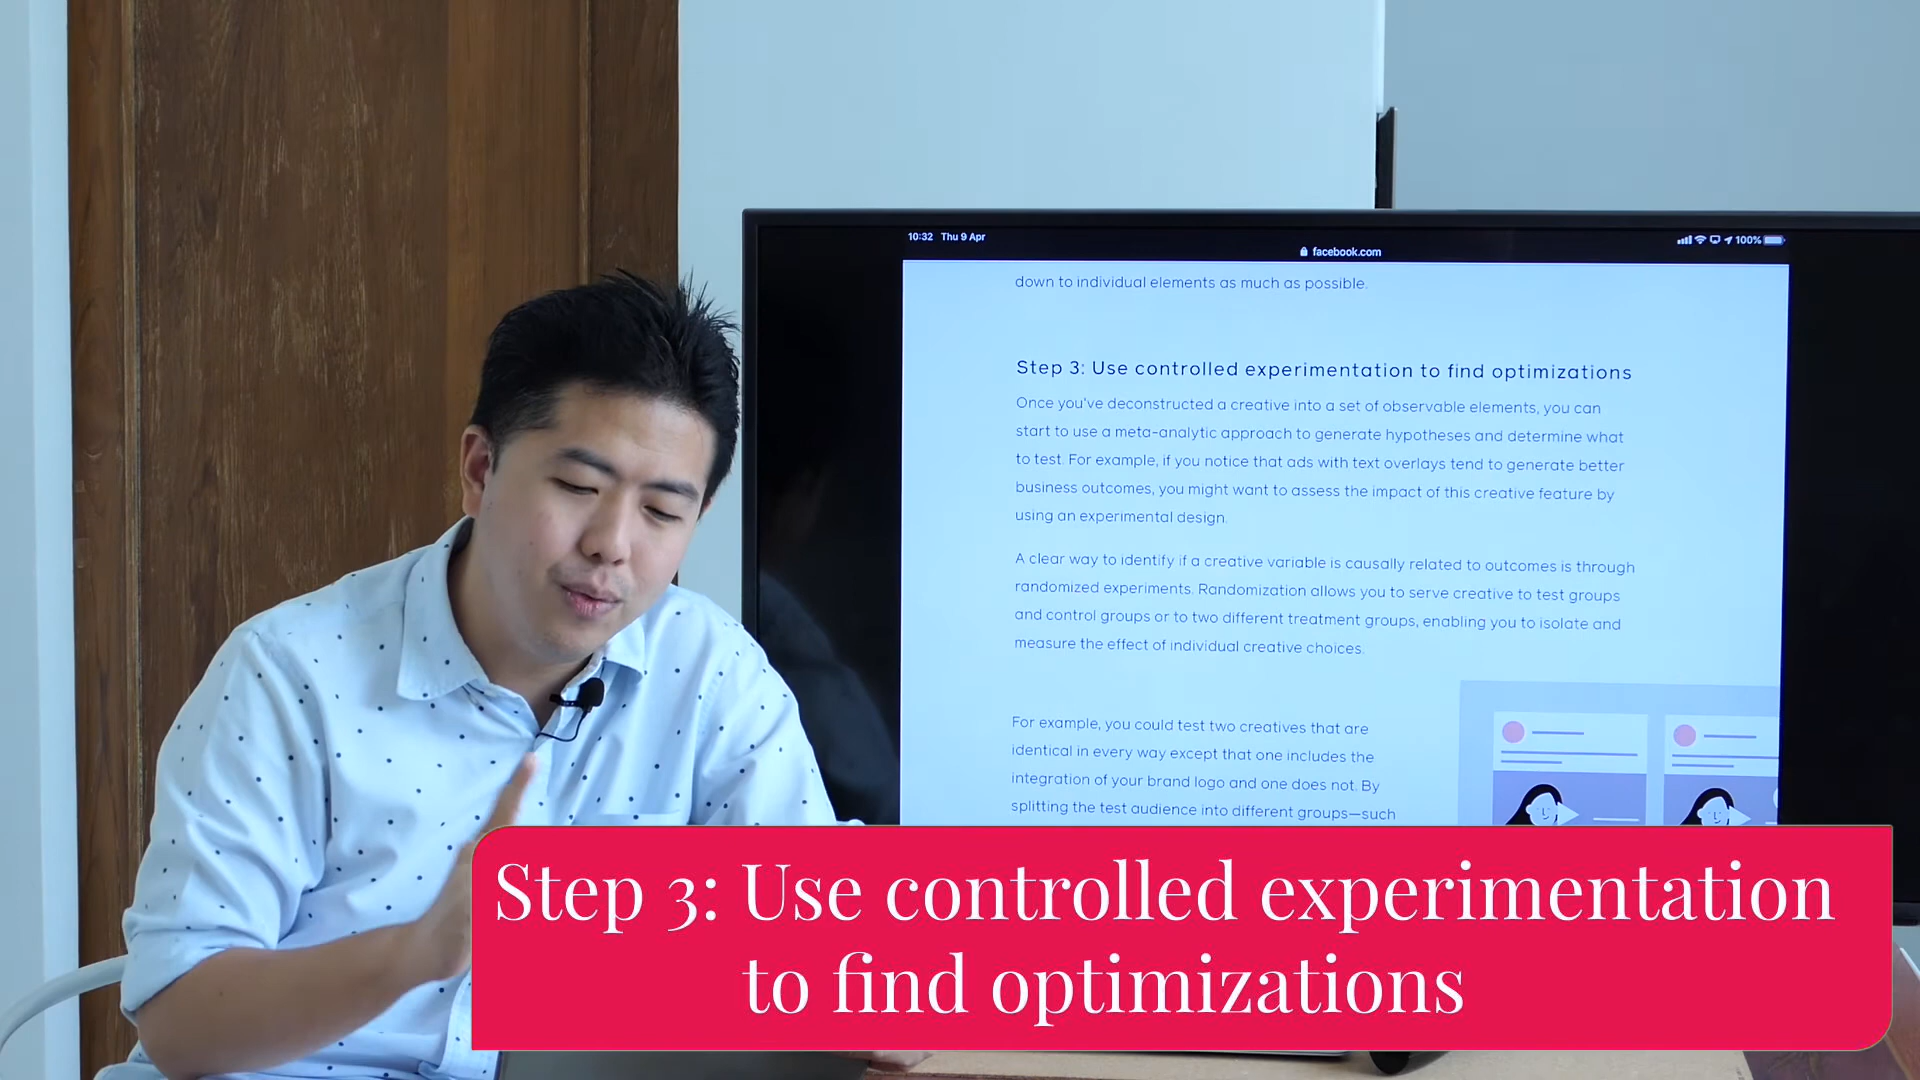 10:32 Thu 9 Apr
100%
facebook.com
down to individual elements as much as possible.
Step 3: Use controlled experimentation to find optimizations
Once you've deconstructed a creative into a set of observable elements, you can
start to use a meta-analytic approach to generate hypotheses and determine what
to test. For example, if you notice that ads with text overlays tend to generate better
business outcomes, you might want to assess the impact of this creative feature by
using an experimental design.
A clear way to identify if a creative variable is causally related to outcomes is through
randomized experiments. Randomization allows you to serve creative to test groups
and control groups or to two different treatment groups, enabling you to isolate and
measure the effect of individual creative choices.
For example, you could test two creatives that are
identical in every way except that one includes the
integration of your brand logo and one does not. By
splitting the test audience into different groups—such
Step 3: Use controlled experimentation
to find optimizations